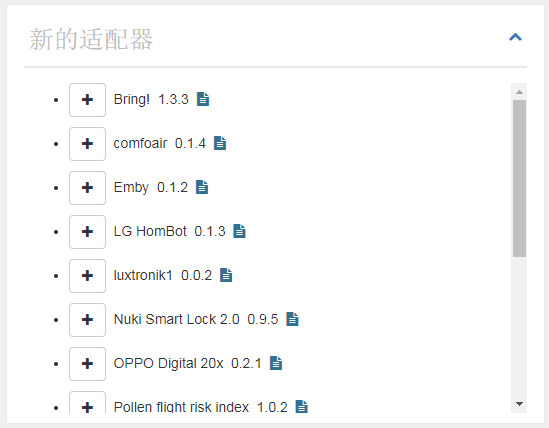 新的适配器
Bring! 1.3.3
comfoair 0.1.4
Emby 0.1.2
LG HomBot 0.1.3
luxtronik1 0.0.2
Nuki Smart Lock 2.0 0.9.5
OPPO Digital 20x 0.2.1
Pollen flight risk index 1.0.2